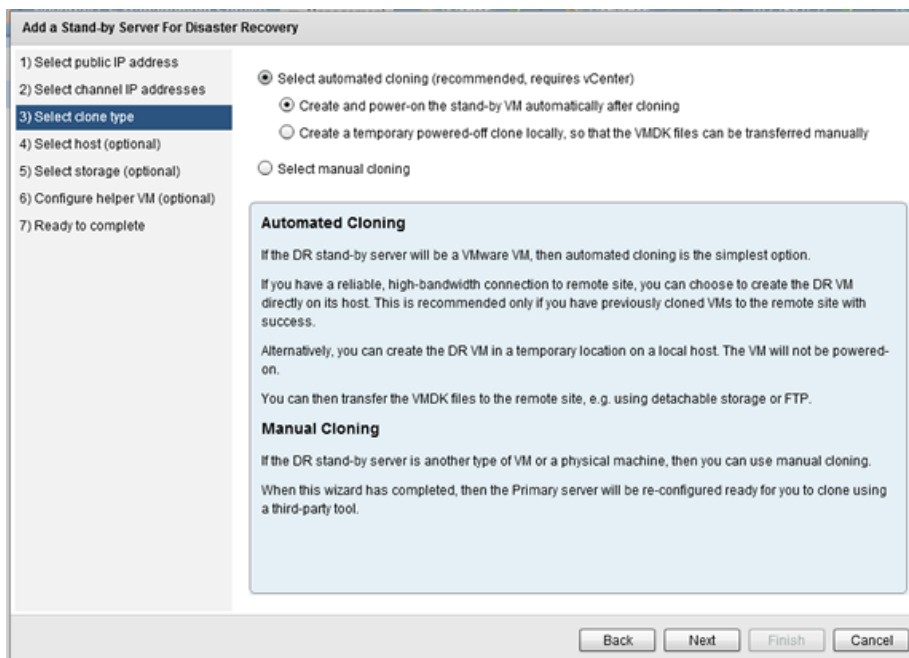 Add a Stand-by Server For Disaster Recovery
1) Select public IP address
2) Select channel IP addresses
3) Select clone type
4) Select host (optional)
5) Select storage (optional)
6) Configure helper VM (optional)
7) Ready to complete
Select automated cloning (recommended, requires vCenter)
Create and power-on the stand-by VM automatically after cloning
Create a temporary powered-off clone locally, so that the VMDK files can be transferred manually
Select manual cloning
Automated Cloning
If the DR stand-by server will be a VMware VM, then automated cloning is the simplest option.
If you have a reliable, high-bandwidth connection to remote site, you can choose to create the DR VM
directly on its host. This is recommended only if you have previously cloned VMs to the remote site with
success.
Alternatively, you can create the DR VM in a temporary location on a local host. The VM will not be powered-
on.
You can then transfer the VMDK files to the remote site, e.g. using detachable storage or FTP.
Manual Cloning
If the DR stand-by server is another type of VM or a physical machine, then you can use manual cloning.
When this wizard has completed, then the Primary server will be re-configured ready for you to clone using
a third-party tool.
Back
Next
Finish
Cancel